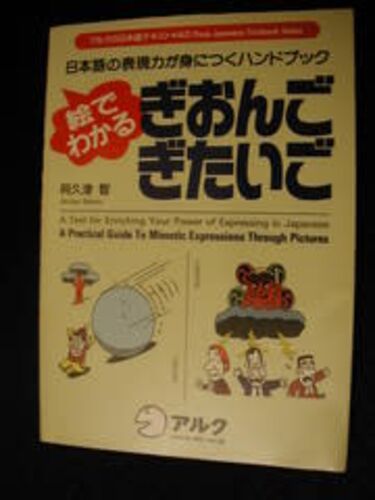 日本語の表現力が身につくハンドブック
絵で
わかる
ぎおんご
ぎたいご
阿久津 智
A Text for Enriching Your Power of Expressing in Japanese
A Practical Guide To Mimetic Expressions Through Pictures
アルク